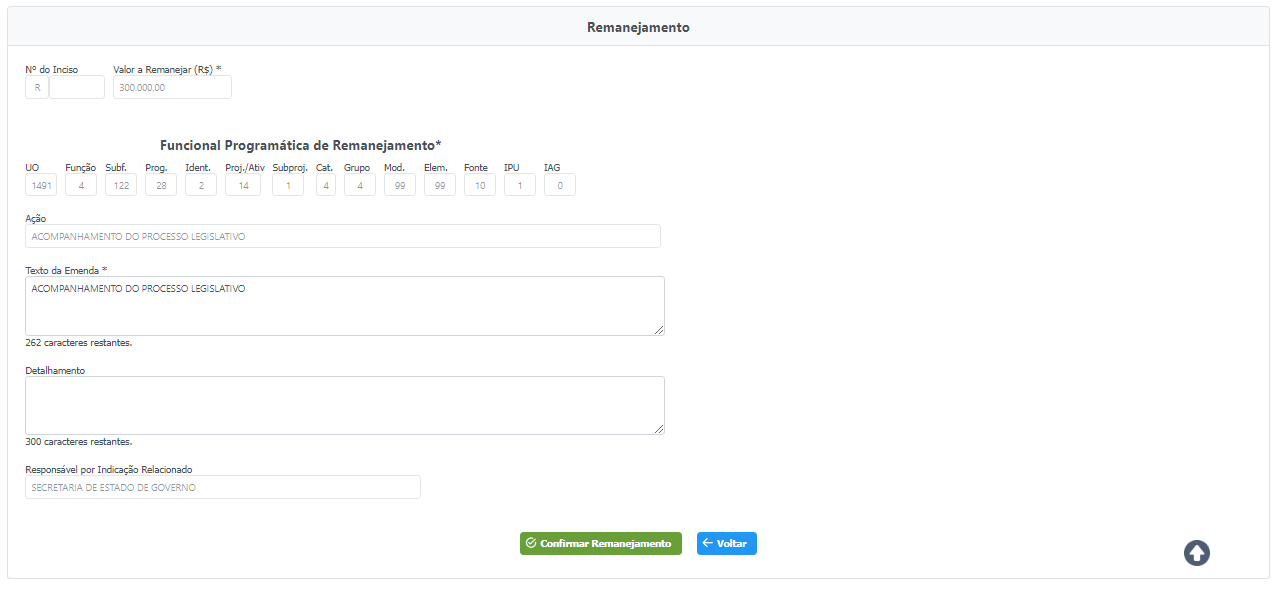 Remanejamento
Nº do Inciso Valor a Remanejar (R$) *
R 300.000,00
Funcional Programática de Remanejamento*
UO Função Subf. Prog. Ident. Proj./Ativ Subproj. Cat. Grupo Mod. Elem. Fonte IPU IAG
1491 4 122 28 2 14 1 4 4 99 99 10 1 0
Ação
ACOMPANHAMENTO DO PROCESSO LEGISLATIVO
Texto da Emenda *
ACOMPANHAMENTO DO PROCESSO LEGISLATIVO
262 caracteres restantes.
Detalhamento
300 caracteres restantes.
Responsável por Indicação Relacionado
SECRETARIA DE ESTADO DE GOVERNO
Confirmar Remanejamento Voltar